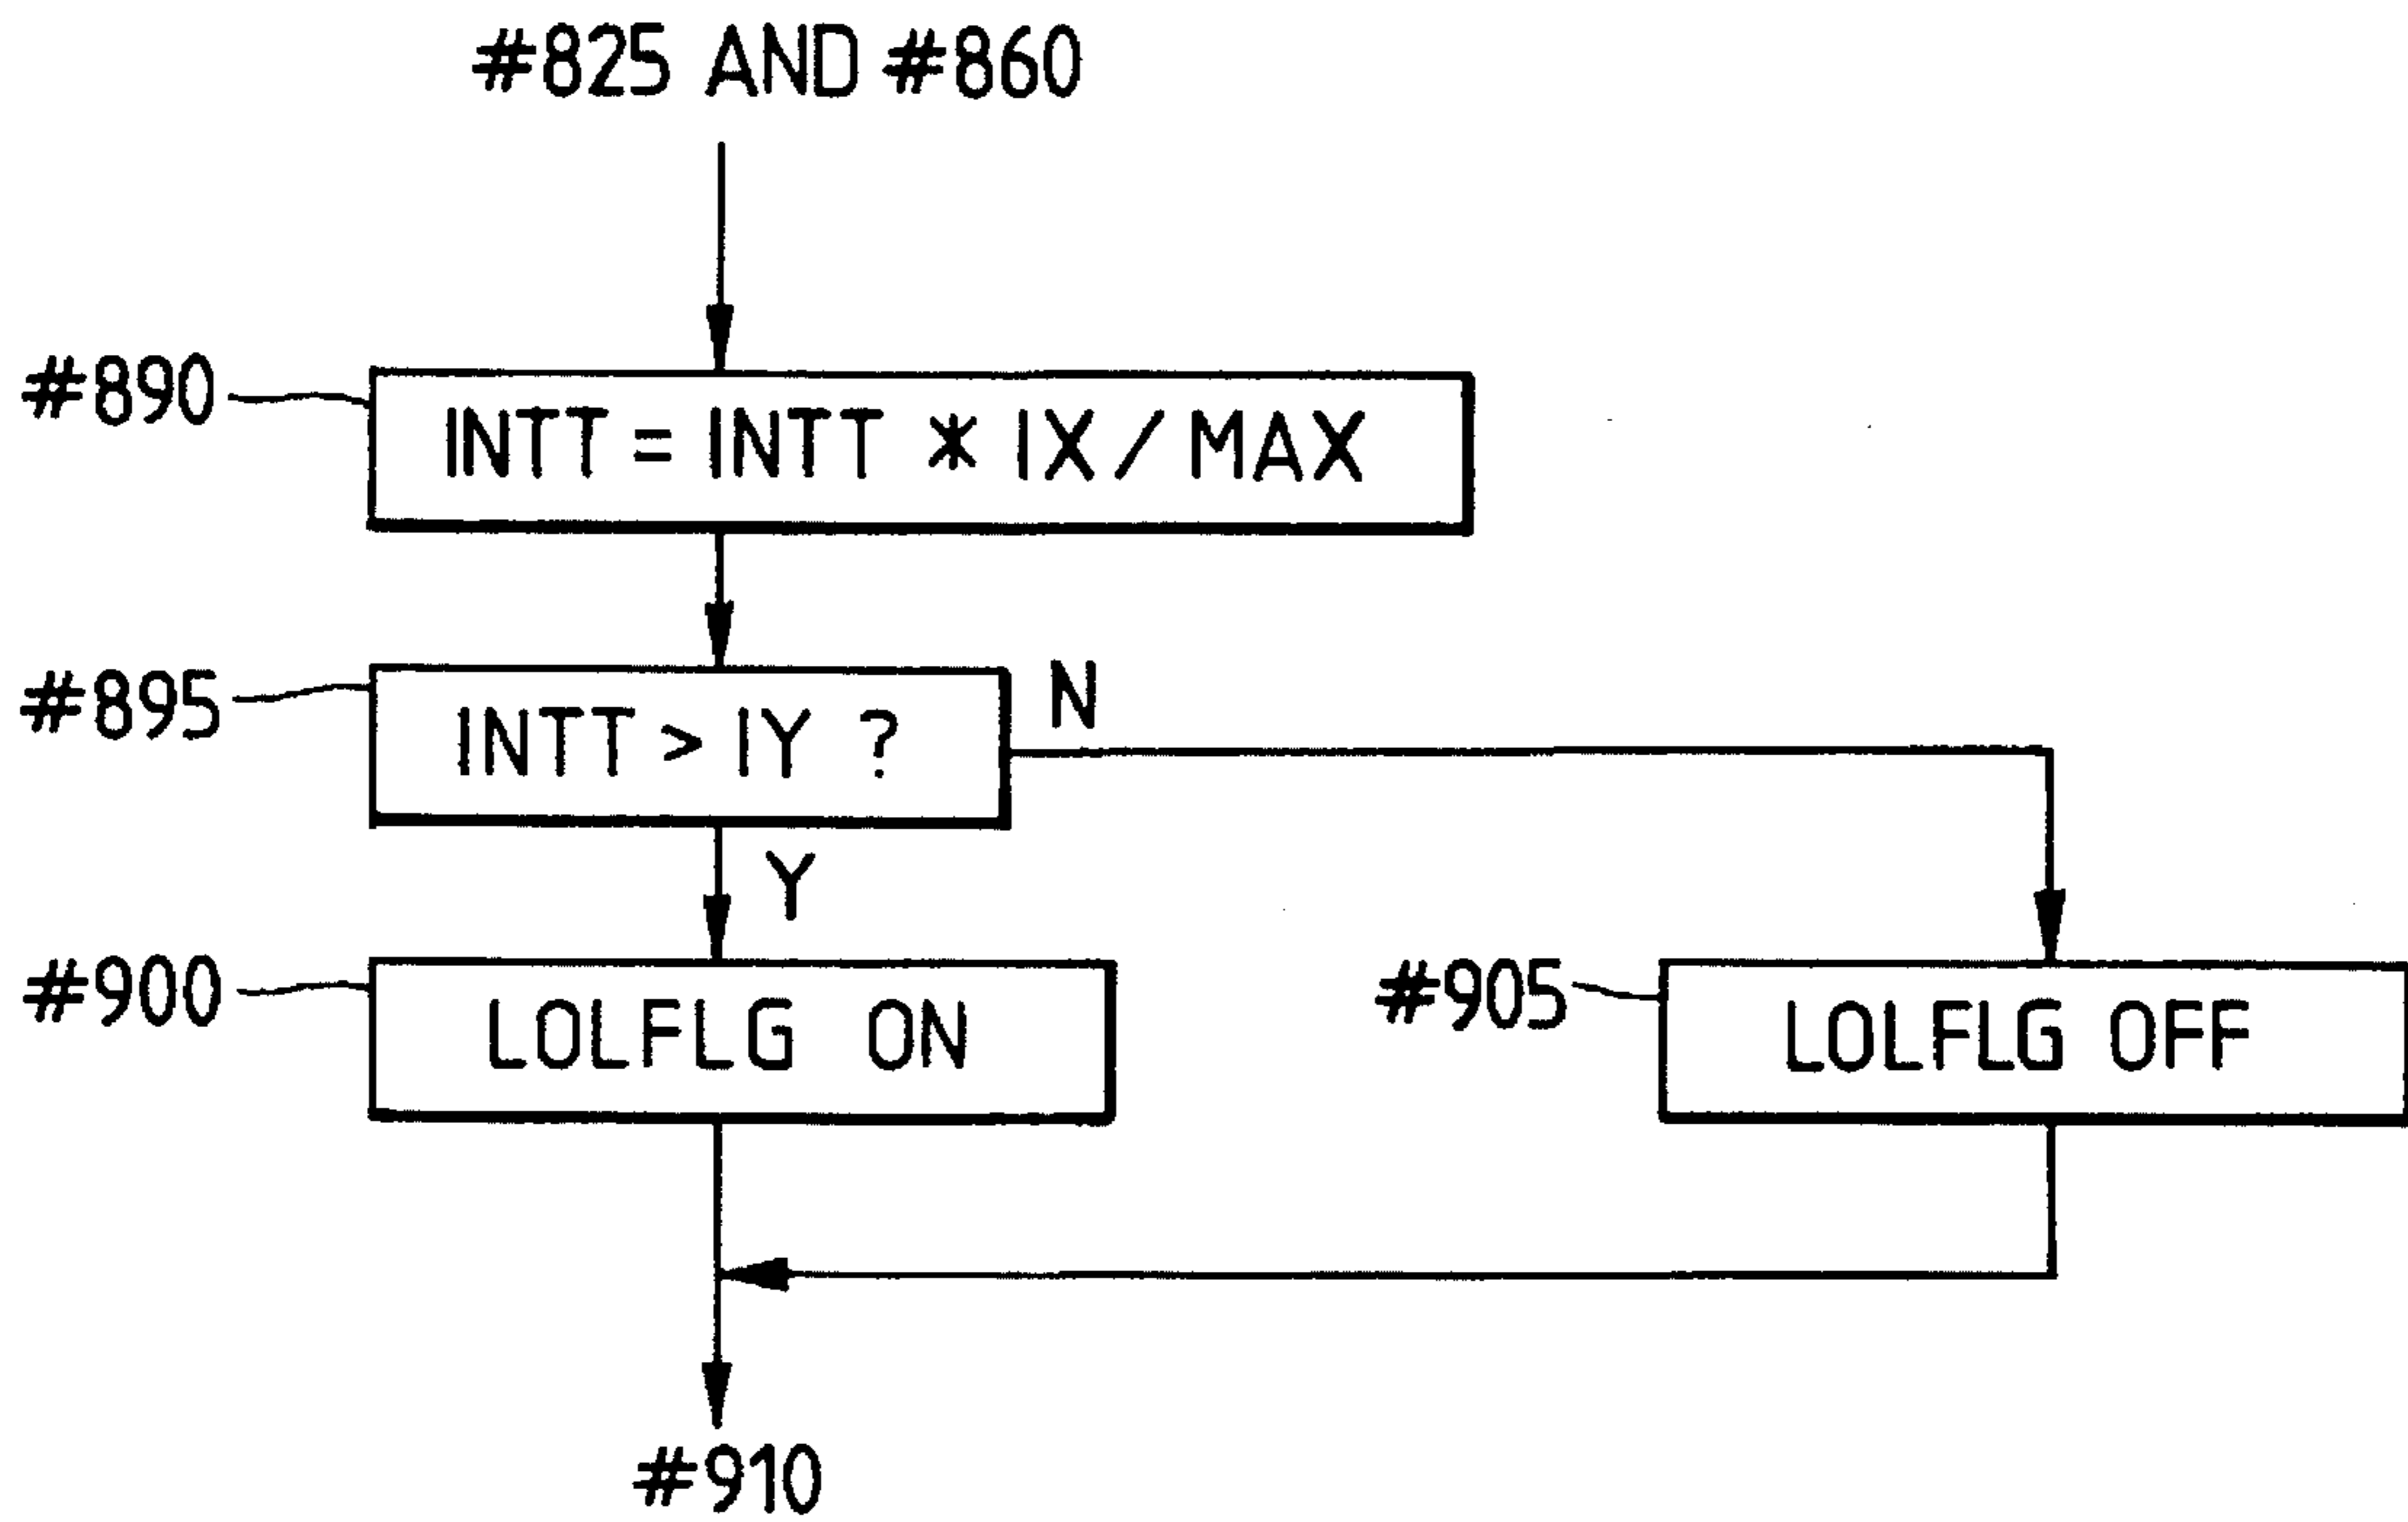 #825 AND #860
#890
INTT = INTT * IX / MAX
#895
INTT > IY ?
N
Y
#900
LOLFLG ON
#905
LOLFLG OFF
#910